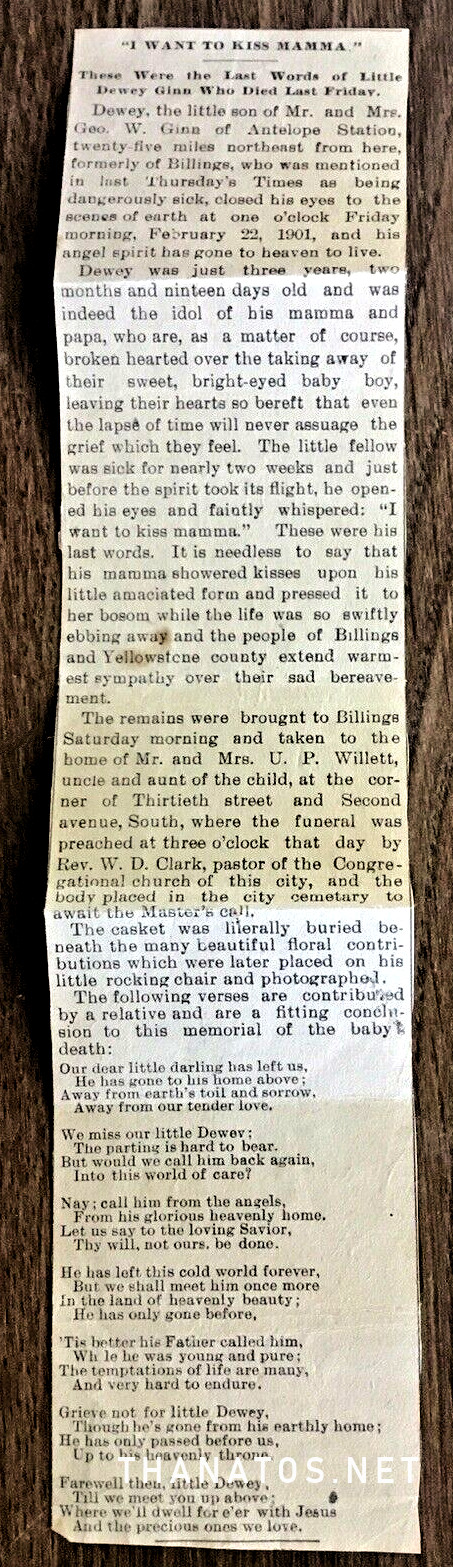 "I WANT TO KISS MAMMA."
These Were the Last Words of Little
Dewey Ginn Who Died Last Friday.
Dewey, the little son of Mr. and Mrs.
Geo. W. Ginn of Antelope Station,
twenty-five miles northeast from here,
formerly of Billings, who was mentioned
in last Thursday's Times as being
dangerously sick, closed his eyes to the
scenes of earth at one o'clock Friday
morning, February 22, 1901, and his
angel spirit has gone to heaven to live.
Dewey was just three years, two
months and ninteen days old and was
indeed the idol of his mamma and
papa, who are, as a matter of course,
broken hearted over the taking away of
their sweet, bright-eyed baby boy,
leaving their hearts so bereft that even
the lapse of time will never assuage the
grief which they feel. The little fellow
was sick for nearly two weeks and just
before the spirit took its flight, he open-
ed his eyes and faintly whispered: "I
want to kiss mamma." These were his
last words. It is needless to say that
his mamma showered kisses upon his
little amaciated form and pressed it to
her bosom while the life was so swiftly
ebbing away and the people of Billings
and Yellowstone county extend warm-
est sympathy over their sad bereave-
ment.
The remains were brougnt to Billings
Saturday morning and taken to the
home of Mr. and Mrs. U. P. Willett,
uncle and aunt of the child, at the cor-
ner of Thirtieth street and Second
avenue, South, where the funeral was
preached at three o'clock that day by
Rev. W. D. Clark, pastor of the Congre-
gational church of this city, and the
body placed in the city cemetary to
await the Master's call.
The casket was literally buried be-
neath the many beautiful floral contri-
butions which were later placed on his
little rocking chair and photographed.
The following verses are contributed
by a relative and are a fitting conclu-
sion to this memorial of the baby's
death:
Our dear little darling has left us,
He has gone to his home above;
Away from earth's toil and sorrow,
Away from our tender love.
We miss our little Dewey;
The parting is hard to bear.
But would we call him back again,
Into this world of care?
Nay; call him from the angels,
From his glorious heavenly home.
Let us say to the loving Savior,
Thy will, not ours, be done.
He has left this cold world forever,
But we shall meet him once more
In the land of heavenly beauty;
He has only gone before,
'Tis better his Father called him,
Wh le he was young and pure;
The temptations of life are many,
And very hard to endure.
Grieve not for little Dewey,
Though he's gone from his earthly home;
He has only passed before us,
Up to his heavenly throne.
THANATOS.NET
Farewell then, little Dewey,
Till we meet you up above;
Where we'll dwell for e'er with Jesus
And the precious ones we love.